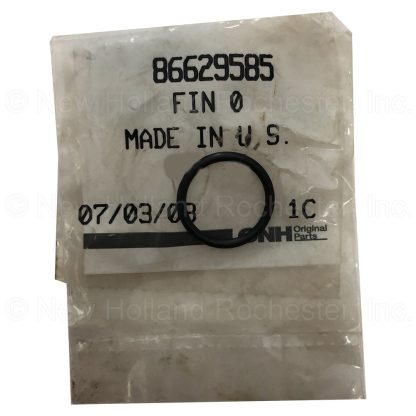 86629585
FIN 0
MADE IN U.S.
07/03/08 1C
CNH Original
Parts
© New Holland Rochester, Inc.
© New Holland Rochester, Inc.
© New Holland Rochester, Inc.